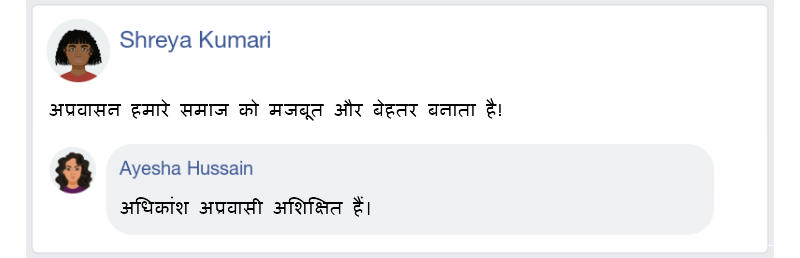 Shreya Kumari
अप्रवासन हमारे समाज को मजबूत और बेहतर बनाता है!
Ayesha Hussain
अधिकांश अप्रवासी अशिक्षित हैं।